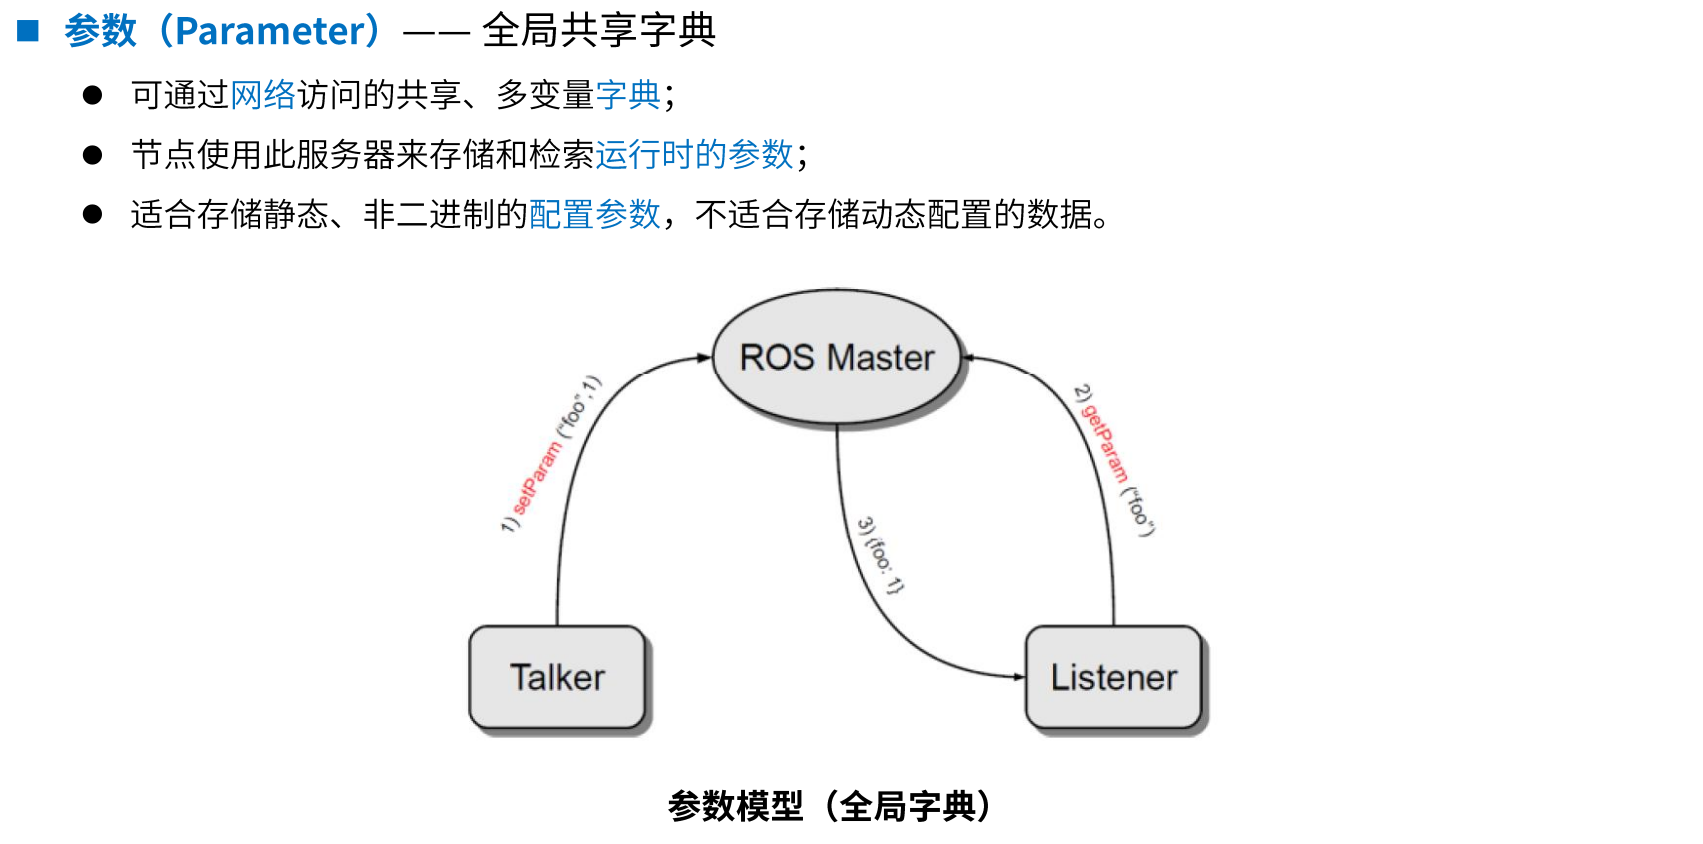 ■ 参数（Parameter）—— 全局共享字典
● 可通过网络访问的共享、多变量字典；
● 节点使用此服务器来存储和检索运行时的参数；
● 适合存储静态、非二进制的配置参数，不适合存储动态配置的数据。
ROS Master
1) setParam (“foo”,1)
2) getParam (“foo”)
3) {foo: 1}
Talker
Listener
参数模型（全局字典）